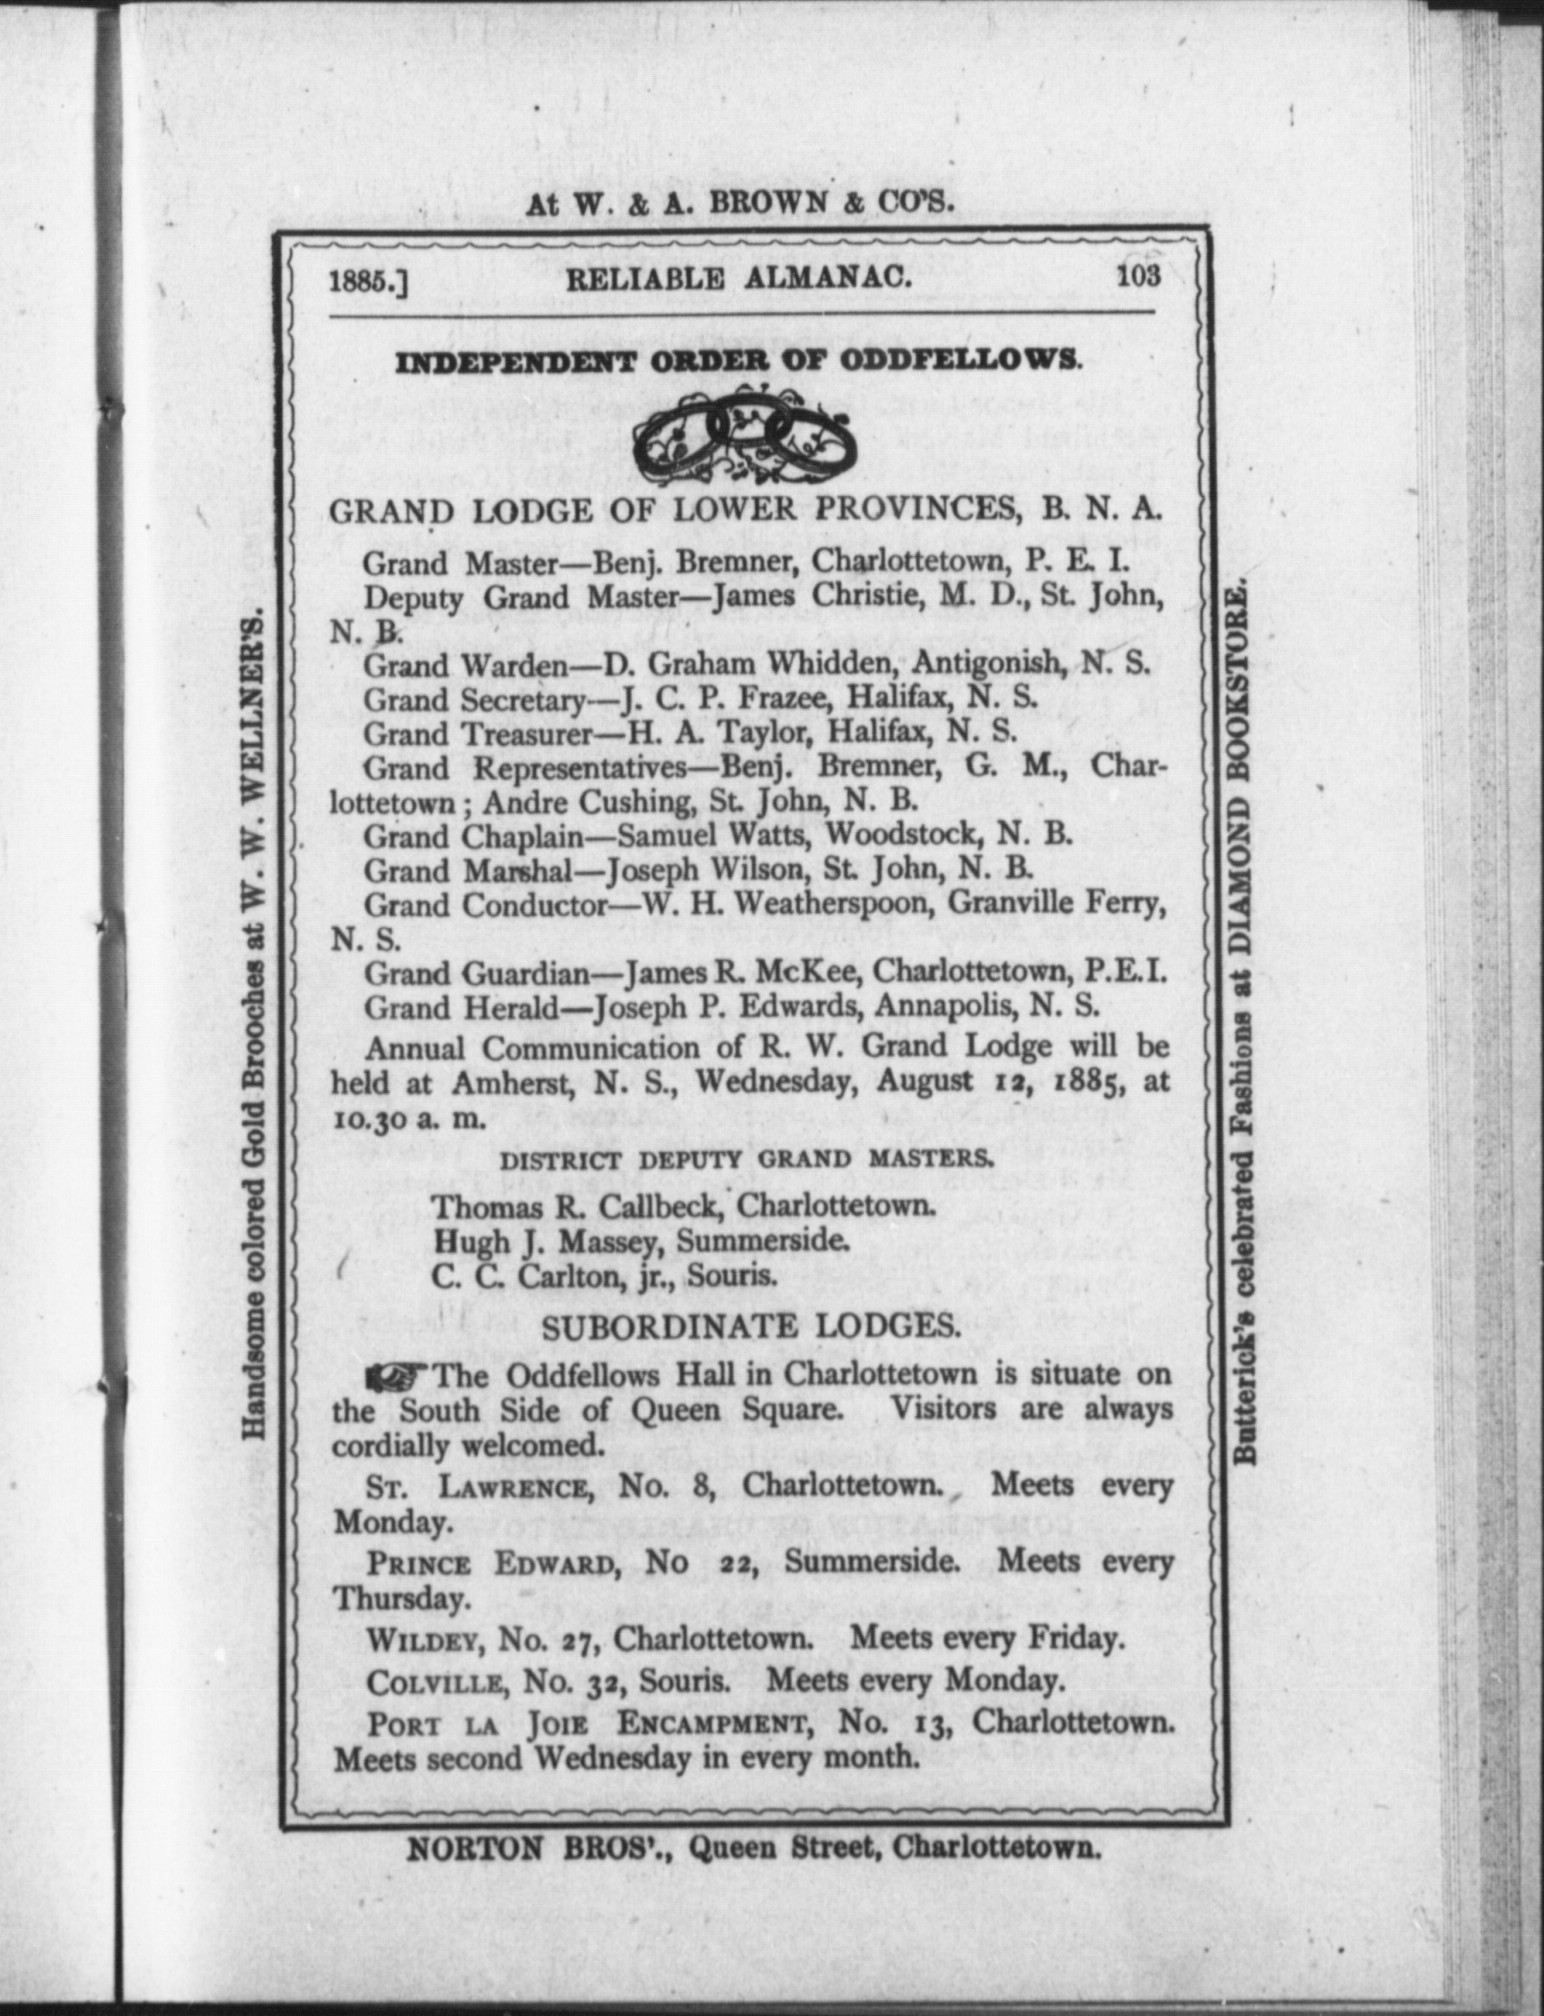 At W. & A. BROWN & CO'S.
1885.] RELIABLE ALMANAC. 103
INDEPENDENT ORDER OF ODDFELLOWS.
GRAND LODGE OF LOWER PROVINCES, B. N. A.
Grand Master—Benj. Bremner, Charlottetown, P. E. I.
Deputy Grand Master—James Christie, M. D., St. John,
N. B.
Grand Warden—D. Graham Whidden, Antigonish, N. S.
Grand Secretary—J. C. P. Frazee, Halifax, N. S.
Grand Treasurer—H. A. Taylor, Halifax, N. S.
Grand Representatives—Benj. Bremner, G. M., Char-
lottetown; Andre Cushing, St. John, N. B.
Grand Chaplain—Samuel Watts, Woodstock, N. B.
Grand Marshal—Joseph Wilson, St. John, N. B.
Grand Conductor—W. H. Weatherspoon, Granville Ferry,
N. S.
Grand Guardian—James R. McKee, Charlottetown, P.E.I.
Grand Herald—Joseph P. Edwards, Annapolis, N. S.
Annual Communication of R. W. Grand Lodge will be
held at Amherst, N. S., Wednesday, August 12, 1885, at
10.30 a. m.
DISTRICT DEPUTY GRAND MASTERS.
Thomas R. Callbeck, Charlottetown.
Hugh J. Massey, Summerside.
C. C. Carlton, jr., Souris.
SUBORDINATE LODGES.
☞The Oddfellows Hall in Charlottetown is situate on
the South Side of Queen Square. Visitors are always
cordially welcomed.
ST. LAWRENCE, No. 8, Charlottetown. Meets every
Monday.
PRINCE EDWARD, No 22, Summerside. Meets every
Thursday.
WILDEY, No. 27, Charlottetown. Meets every Friday.
COLVILLE, No. 32, Souris. Meets every Monday.
PORT LA JOIE ENCAMPMENT, No. 13, Charlottetown.
Meets second Wednesday in every month.
NORTON BROS'., Queen Street, Charlottetown.
Handsome colored Gold Brooches at W. W. WELLNER'S.
Butterick's celebrated Fashions at DIAMOND BOOKSTORE.